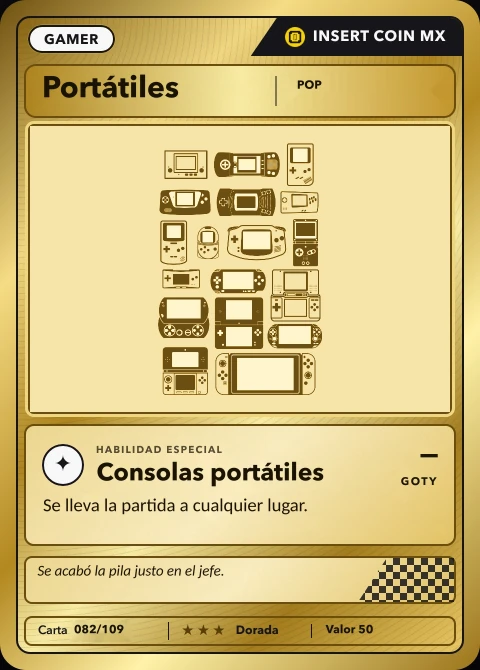 GAMER
INSERT COIN MX
Portátiles
POP
HABILIDAD ESPECIAL
Consolas portátiles
–
GOTY
Se lleva la partida a cualquier lugar.
Se acabó la pila justo en el jefe.
Carta 082/109
★★★ Dorada
Valor 50